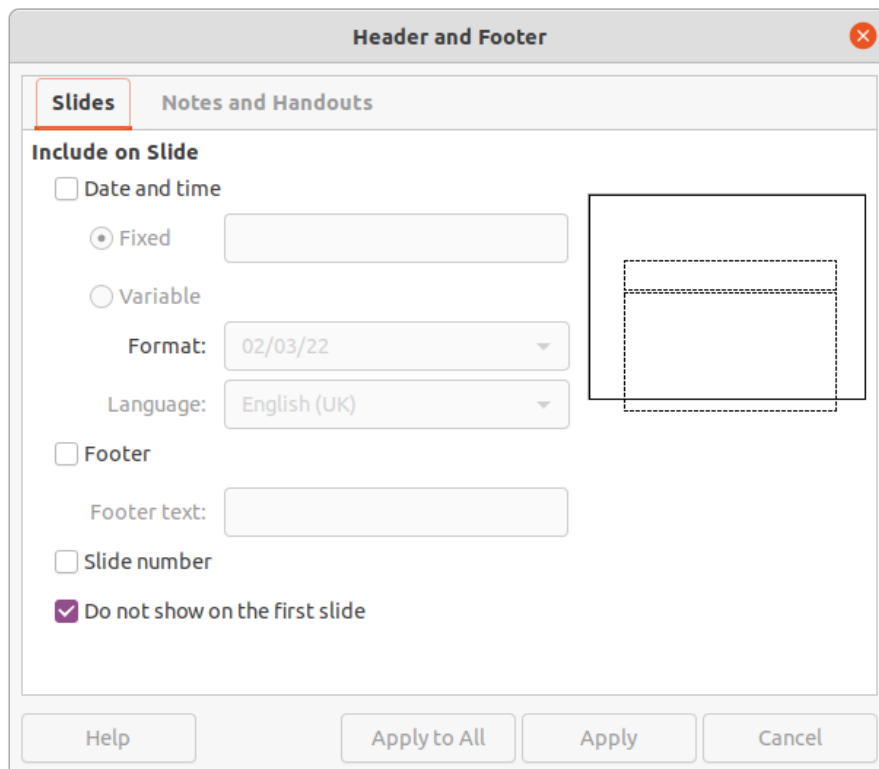 Header and Footer
Slides Notes and Handouts
Include on Slide
Date and time
Fixed
Variable
Format: 02/03/22
Language: English (UK)
Footer
Footer text:
Slide number
Do not show on the first slide
Help Apply to All Apply Cancel